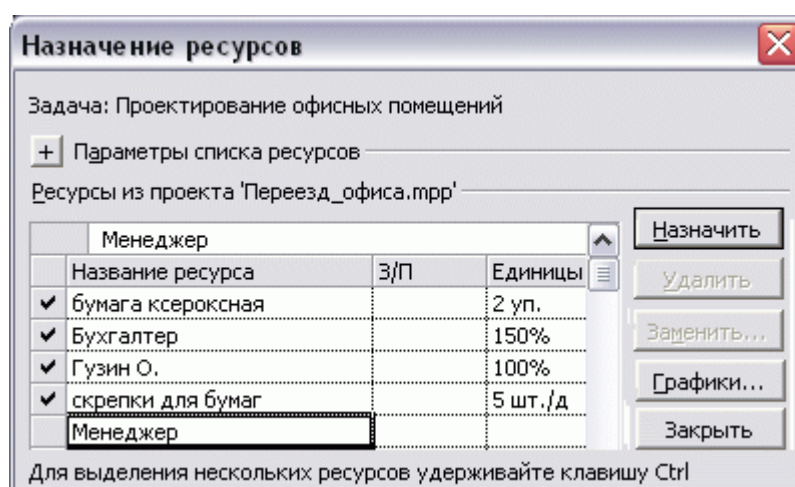 Назначение ресурсов
Задача: Проектирование офисных помещений
+ Параметры списка ресурсов
Ресурсы из проекта 'Переезд_офиса.mpp'
Менеджер
Назначить
Название ресурса З/П Единицы
Удалить
бумага ксероксная 2 уп.
Бухгалтер 150%
Заменить...
Гузин О. 100%
Графики...
скрепки для бумаг 5 шт./д
Менеджер
Закрыть
Для выделения нескольких ресурсов удерживайте клавишу Ctrl